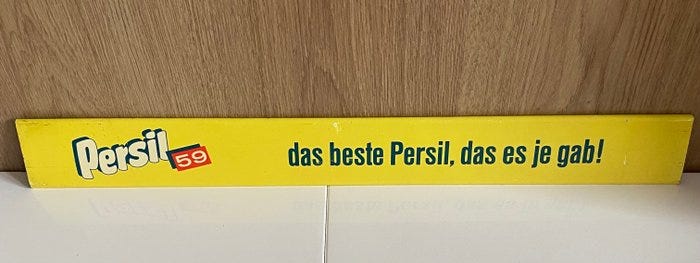 Persil 59
das beste Persil, das es je gab!